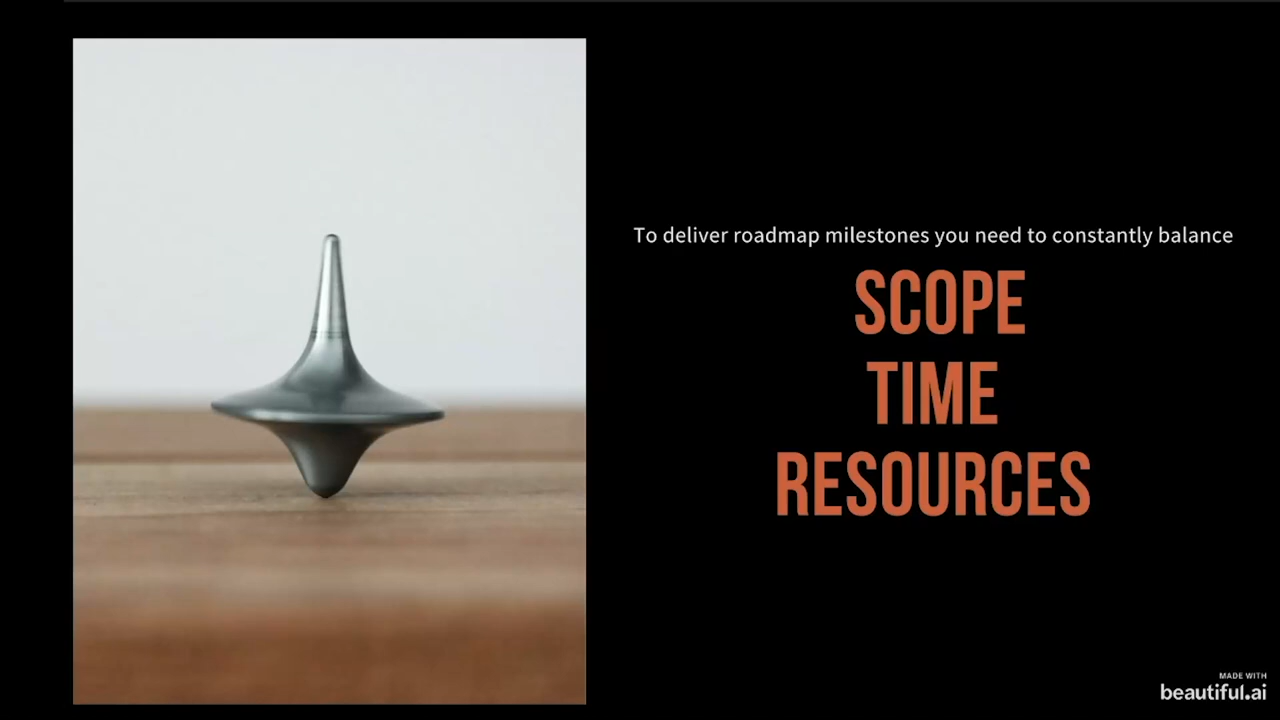 To deliver roadmap milestones you need to constantly balance
SCOPE
TIME
RESOURCES
MADE WITH
beautiful.ai